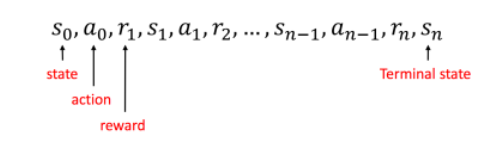 s₀, a₀, r₁, s₁, a₁, r₂, ... , sₙ₋₁, aₙ₋₁, rₙ, sₙ
state Terminal state
action
reward